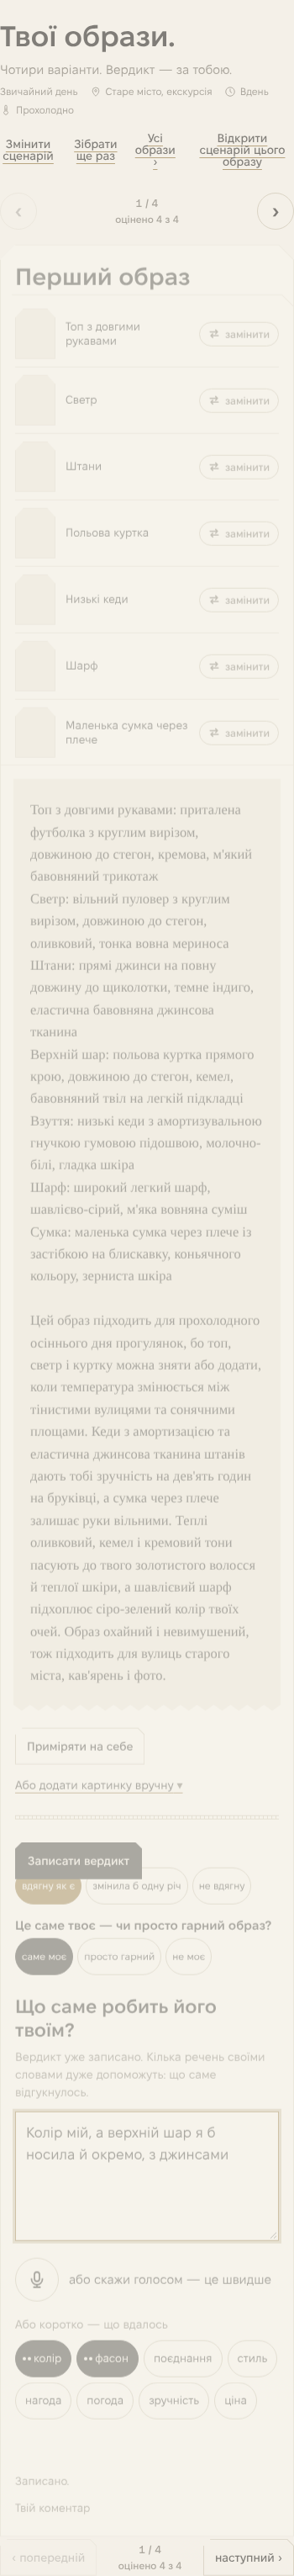 Твої образи.
Чотири варіанти. Вердикт — за тобою.
Звичайний день Старе місто, екскурсія Вдень
Прохолодно
Змінити сценарій
Зібрати ще раз
Усі образи ›
Відкрити сценарій цього образу
‹
1 / 4
оцінено 4 з 4
›
Перший образ
Топ з довгими
рукавами
замінити
Светр
замінити
Штани
замінити
Польова куртка
замінити
Низькі кеди
замінити
Шарф
замінити
Маленька сумка через
плече
замінити
Топ з довгими рукавами: приталена
футболка з круглим вирізом,
довжиною до стегон, кремова, м'який
бавовняний трикотаж
Светр: вільний пуловер з круглим
вирізом, довжиною до стегон,
оливковий, тонка вовна мериноса
Штани: прямі джинси на повну
довжину до щиколотки, темне індиго,
еластична бавовняна джинсова
тканина
Верхній шар: польова куртка прямого
крою, довжиною до стегон, кемел,
бавовняний твіл на легкій підкладці
Взуття: низькі кеди з амортизувальною
гнучкою гумовою підошвою, молочно-
білі, гладка шкіра
Шарф: широкий легкий шарф,
шавлієво-сірий, м'яка вовняна суміш
Сумка: маленька сумка через плече із
застібкою на блискавку, коньячного
кольору, зерниста шкіра
Цей образ підходить для прохолодного
осіннього дня прогулянок, бо топ,
светр і куртку можна зняти або додати,
коли температура змінюється між
тінистими вулицями та сонячними
площами. Кеди з амортизацією та
еластична джинсова тканина штанів
дають тобі зручність на дев'ять годин
на бруківці, а сумка через плече
залишає руки вільними. Теплі
оливковий, кемел і кремовий тони
пасують до твого золотистого волосся
й теплої шкіри, а шавлієвий шарф
підхоплює сіро-зелений колір твоїх
очей. Образ охайний і невимушений,
тож підходить для вулиць старого
міста, кав'ярень і фото.
Приміряти на себе
Або додати картинку вручну ▾
Записати вердикт
вдягну як є
змінила б одну річ
не вдягну
Це саме твоє — чи просто гарний образ?
саме моє
просто гарний
не моє
Що саме робить його
твоїм?
Вердикт уже записано. Кілька речень своїми
словами дуже допоможуть: що саме
відгукнулось.
Колір мій, а верхній шар я б
носила й окремо, з джинсами
або скажи голосом — це швидше
Або коротко — що вдалось
колір
фасон
поєднання
стиль
нагода
погода
зручність
ціна
Записано.
Твій коментар
‹ попередній
1 / 4
оцінено 4 з 4
наступний ›